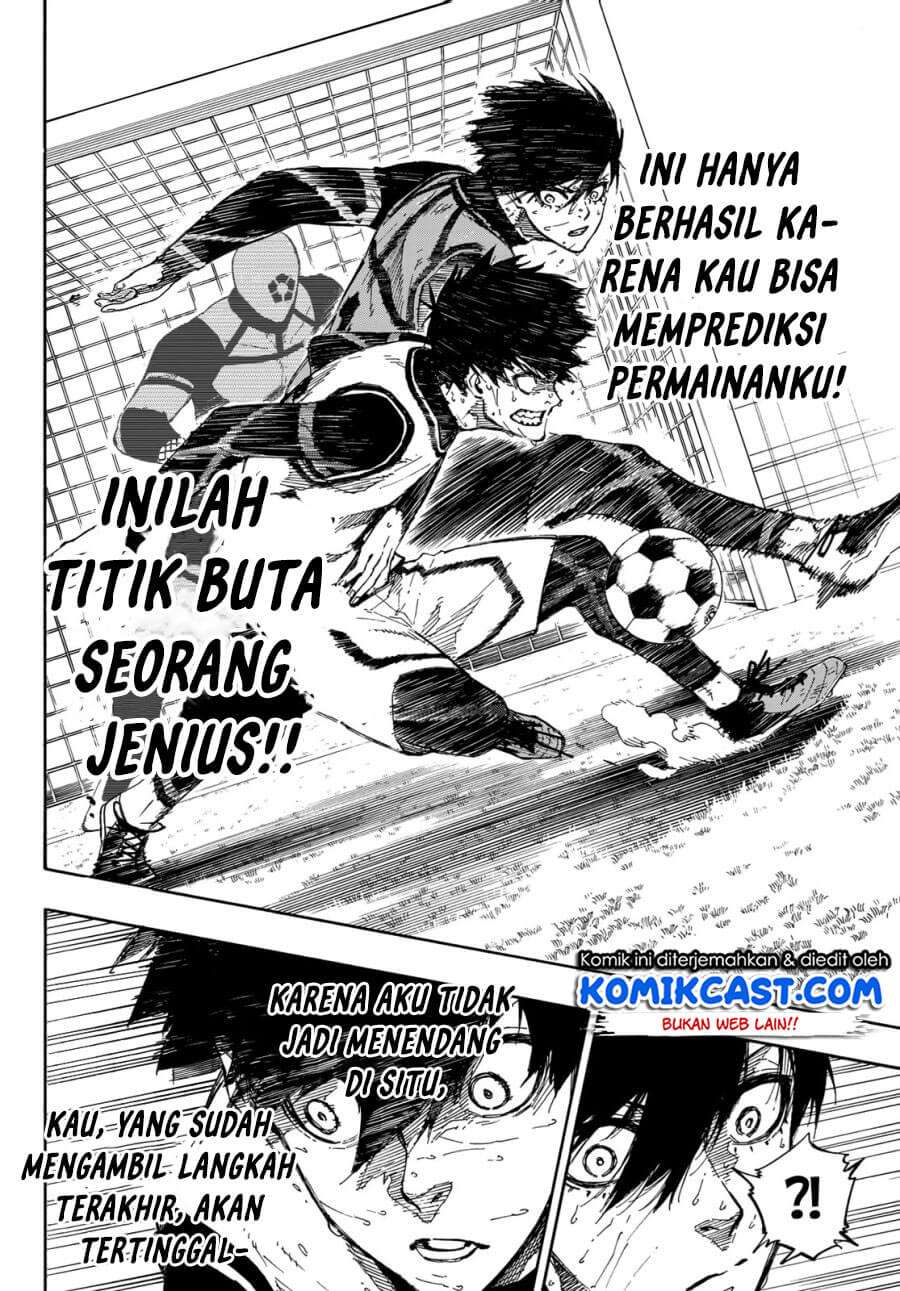 INI HANYA
BERHASIL KA-
RENA KAU BISA
MEMPREDIKSI
PERMAINANKU!
INILAH
TITIK BUTA
SEORANG
JENIUS!!
Komik ini diterjemahkan & diedit oleh
KOMIKCAST.COM
BUKAN WEB LAIN!!
KARENA AKU TIDAK
JADI MENENDANG
DI SITU,
KAU, YANG SUDAH
MENGAMBIL LANGKAH
TERAKHIR, AKAN
TERTINGGAL-
?!